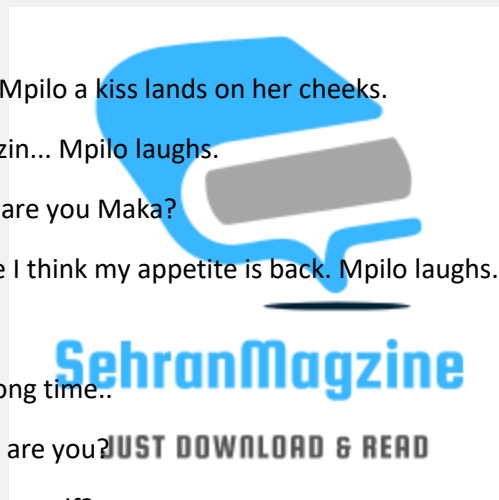 Mpilo a kiss lands on her cheeks.
zin... Mpilo laughs.
are you Maka?
e I think my appetite is back. Mpilo laughs.
SehranMagzine
ong time..
are you?
JUST DOWNLOAD & READ